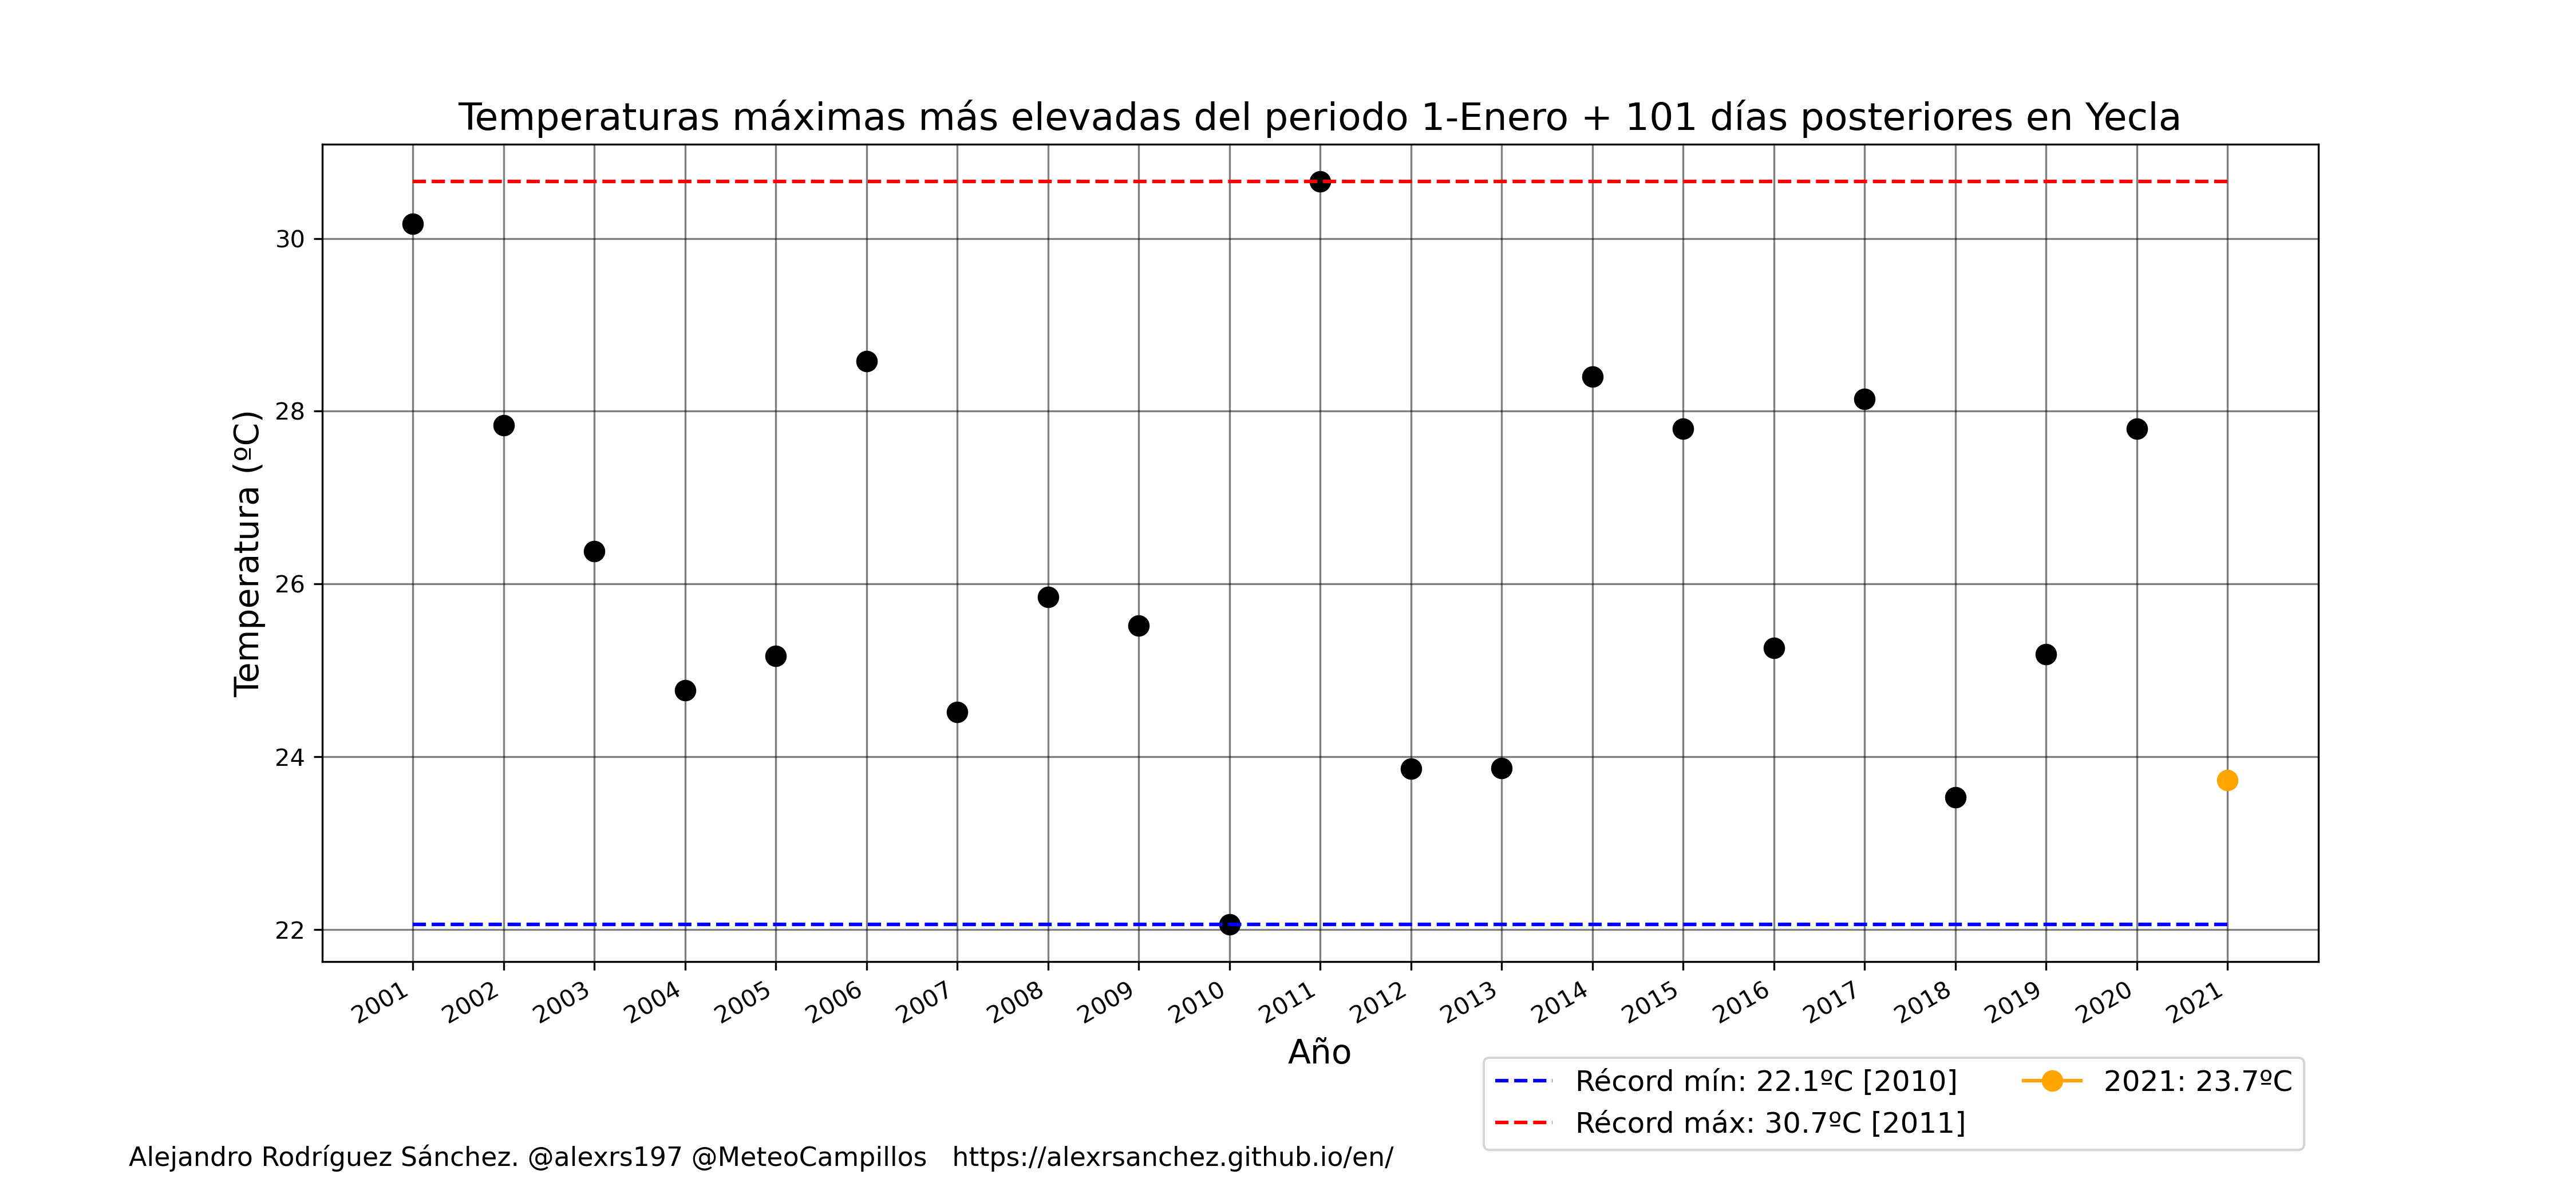 Temperaturas máximas más elevadas del periodo 1-Enero + 101 días posteriores en Yecla
Temperatura (ºC)
30
28
26
24
22
2001 2002 2003 2004 2005 2006 2007 2008 2009 2010 2011 2012 2013 2014 2015 2016 2017 2018 2019 2020 2021
Año
Récord mín: 22.1ºC [2010]
Récord máx: 30.7ºC [2011]
2021: 23.7ºC
Alejandro Rodríguez Sánchez. @alexrs197 @MeteoCampillos https://alexrsanchez.github.io/en/